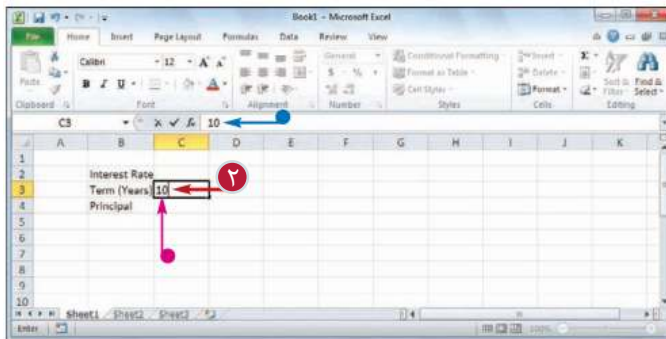 Book1 - Microsoft Excel
File Home Insert Page Layout Formulas Data Review View
Calibri 12 A A General Conditional Formatting Insert Σ
Paste B I U A $ % , Format as Table Delete Sort & Find &
Cell Styles Format Filter Select
Clipboard Font Alignment Number Styles Cells Editing
C3 fx 10
A B C D E F G H I J K
1
2 Interest Rate
3 Term (Years) 10 ٢
4 Principal
5
6
7
8
9
10
Sheet1 Sheet2 Sheet3
Enter 100%